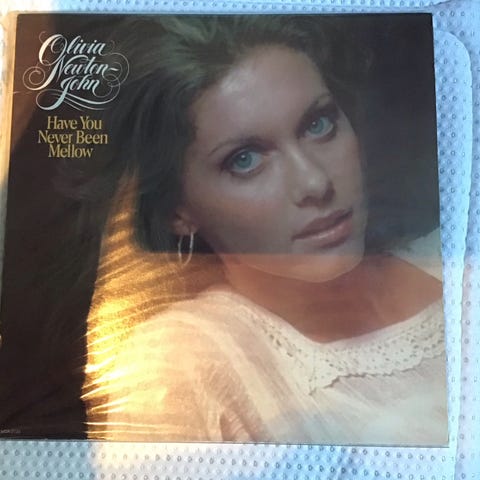 Olivia
Newton-
John
Have You
Never Been
Mellow